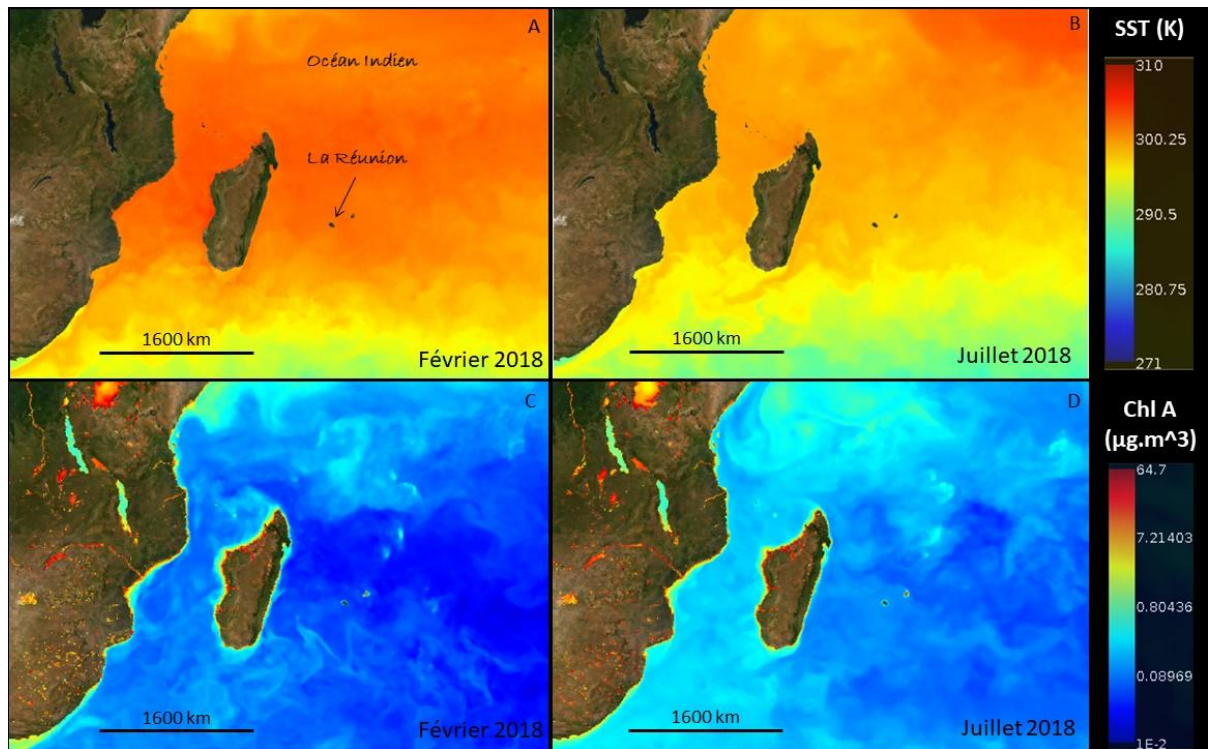 A
Océan Indien
La Réunion
1600 km
Février 2018
B
1600 km
Juillet 2018
SST (K)
310
300.25
290.5
280.75
271
C
1600 km
Février 2018
D
1600 km
Juillet 2018
Chl A
(µg.m^3)
64.7
7.21403
0.80436
0.08969
1E-2